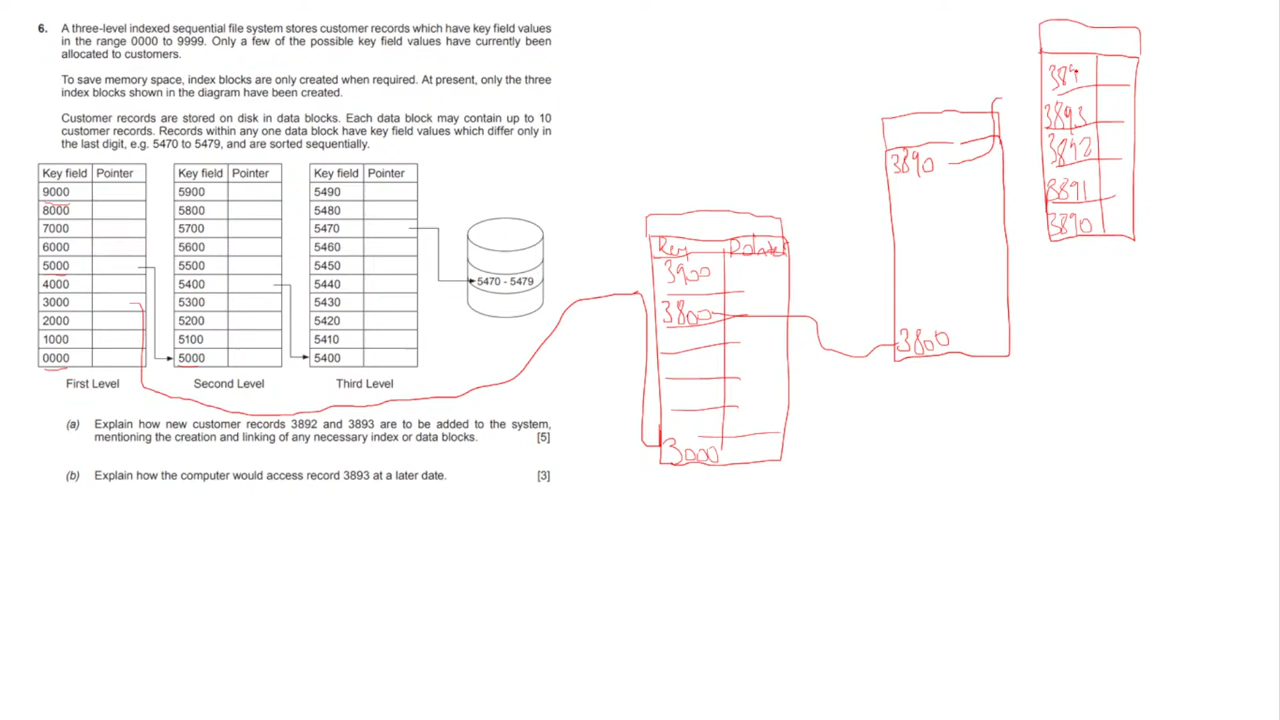 6. A three-level indexed sequential file system stores customer records which have key field values
in the range 0000 to 9999. Only a few of the possible key field values have currently been
allocated to customers.
To save memory space, index blocks are only created when required. At present, only the three
index blocks shown in the diagram have been created.
Customer records are stored on disk in data blocks. Each data block may contain up to 10
customer records. Records within any one data block have key field values which differ only in
the last digit, e.g. 5470 to 5479, and are sorted sequentially.
Key field Pointer
9000
8000
7000
6000
5000
4000
3000
2000
1000
0000
First Level
Key field Pointer
5900
5800
5700
5600
5500
5400
5300
5200
5100
5000
Second Level
Key field Pointer
5490
5480
5470
5460
5450
5440
5430
5420
5410
5400
Third Level
5470 - 5479
(a) Explain how new customer records 3892 and 3893 are to be added to the system,
mentioning the creation and linking of any necessary index or data blocks. [5]
(b) Explain how the computer would access record 3893 at a later date. [3]
Key Pointer
3900
3800
3000
3890
3800
3893
3892
3891
3890